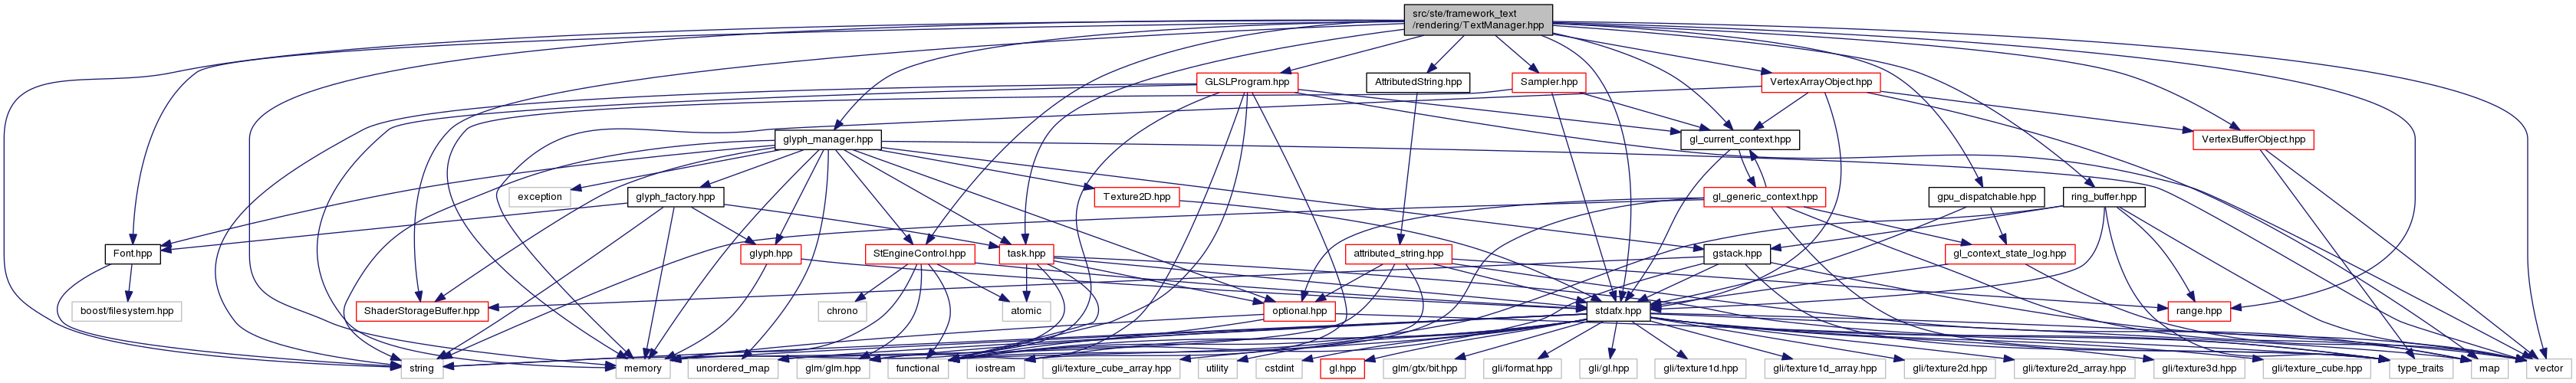 src/ste/framework_text
/rendering/TextManager.hpp
GLSLProgram.hpp
AttributedString.hpp
Sampler.hpp
VertexArrayObject.hpp
glyph_manager.hpp
gl_current_context.hpp
VertexBufferObject.hpp
exception
glyph_factory.hpp
Texture2D.hpp
gl_generic_context.hpp
gpu_dispatchable.hpp
ring_buffer.hpp
Font.hpp
glyph.hpp
StEngineControl.hpp
task.hpp
attributed_string.hpp
gstack.hpp
gl_context_state_log.hpp
boost/filesystem.hpp
ShaderStorageBuffer.hpp
chrono
atomic
optional.hpp
stdafx.hpp
range.hpp
string
memory
unordered_map
glm/glm.hpp
functional
iostream
gli/texture_cube_array.hpp
utility
cstdint
gl.hpp
glm/gtx/bit.hpp
gli/format.hpp
gli/gl.hpp
gli/texture1d.hpp
gli/texture1d_array.hpp
gli/texture2d.hpp
gli/texture2d_array.hpp
gli/texture3d.hpp
gli/texture_cube.hpp
type_traits
map
vector